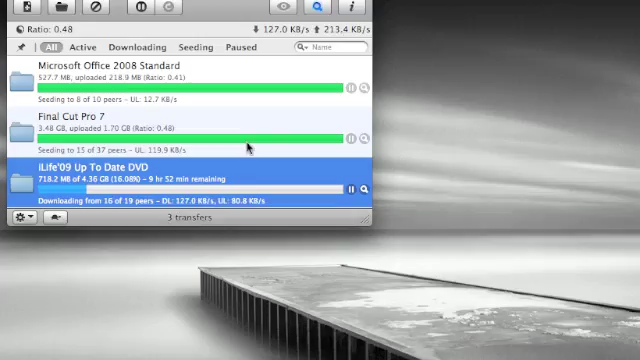 Ratio: 0.48
127.0 KB/s 213.4 KB/s
All Active Downloading Seeding Paused Name
Microsoft Office 2008 Standard
527.7 MB, uploaded 218.9 MB (Ratio: 0.41)
Seeding to 8 of 10 peers - UL: 12.7 KB/s
Final Cut Pro 7
3.48 GB, uploaded 1.70 GB (Ratio: 0.48)
Seeding to 15 of 37 peers - UL: 119.9 KB/s
iLife'09 Up To Date DVD
718.2 MB of 4.36 GB (16.08%) - 9 hr 52 min remaining
Downloading from 16 of 19 peers - DL: 127.0 KB/s, UL: 80.8 KB/s
3 transfers